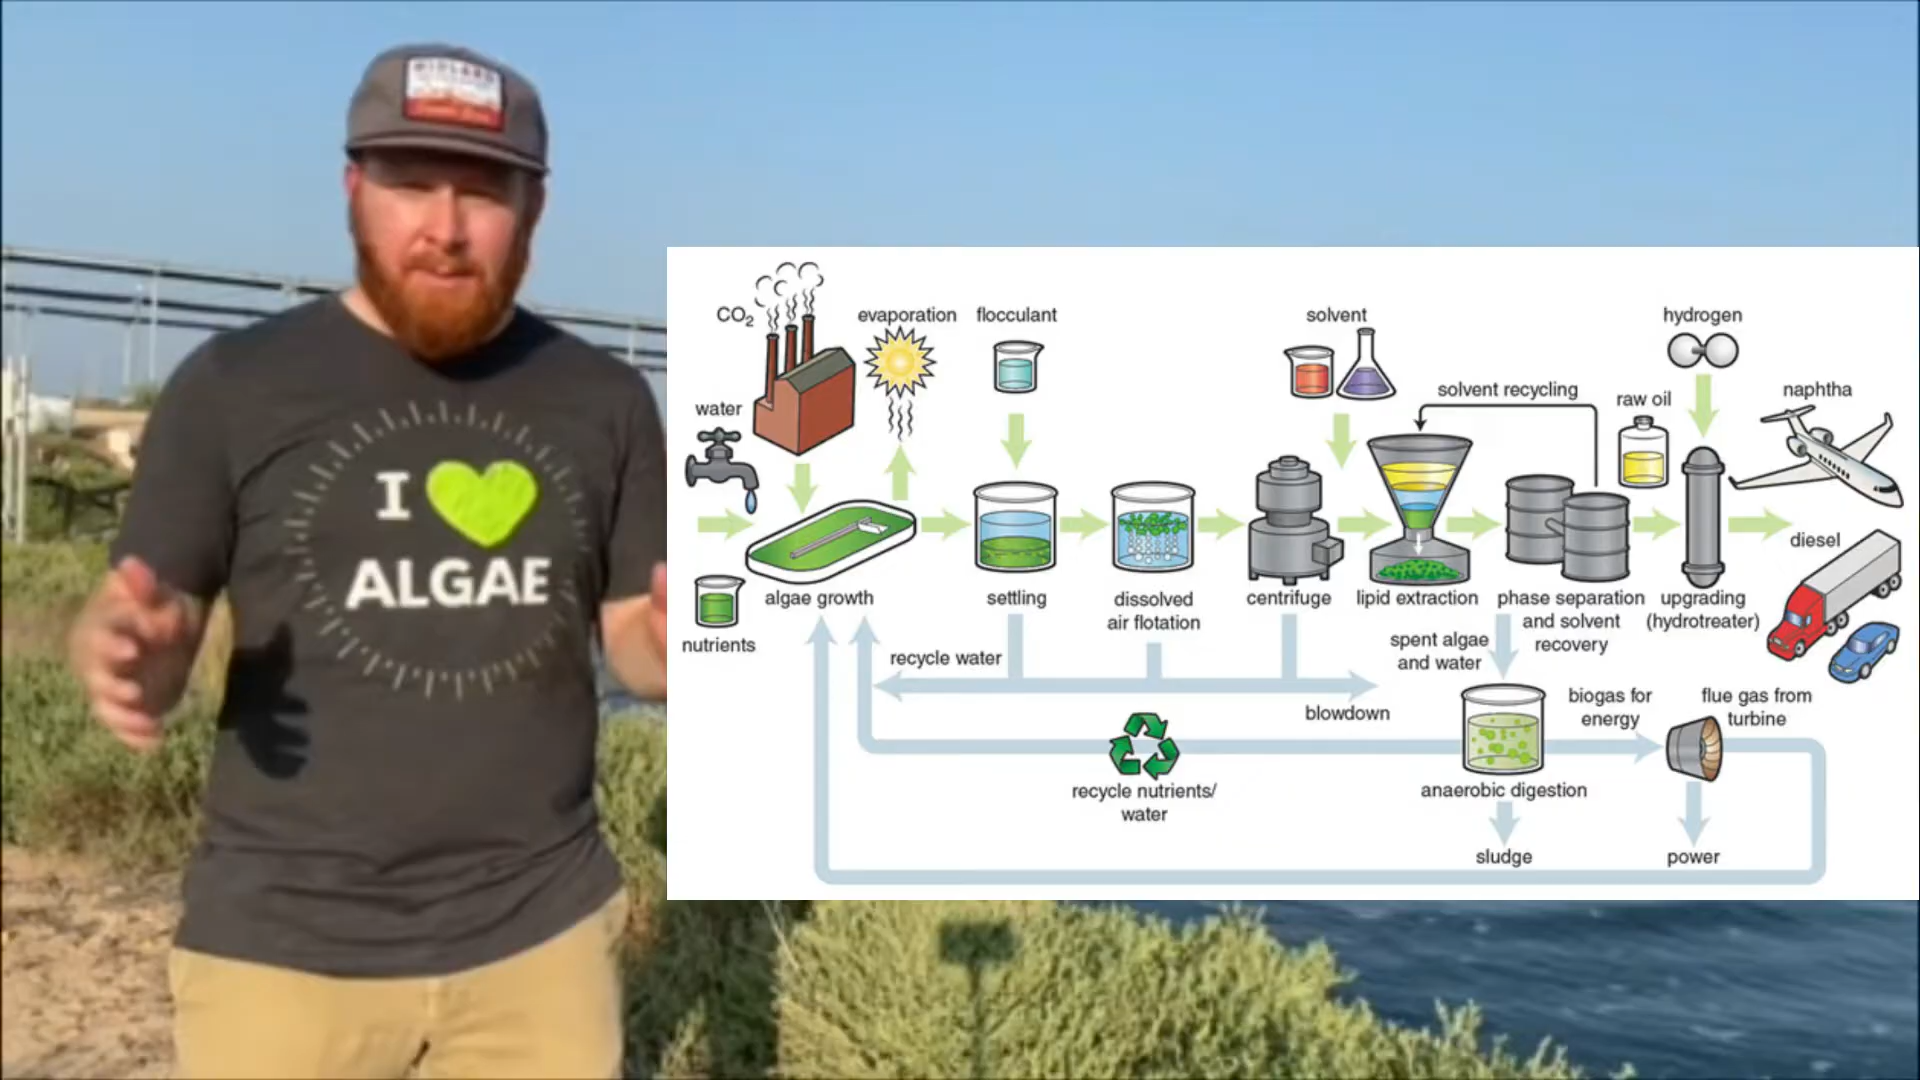 MIDLAND
I
ALGAE
CO2
evaporation
flocculant
solvent
hydrogen
water
solvent recycling
raw oil
naphtha
diesel
nutrients
algae growth
settling
dissolved
air flotation
centrifuge
lipid extraction
phase separation
and solvent
recovery
upgrading
(hydrotreater)
recycle water
spent algae
and water
blowdown
biogas for
energy
flue gas from
turbine
recycle nutrients/
water
anaerobic digestion
sludge
power